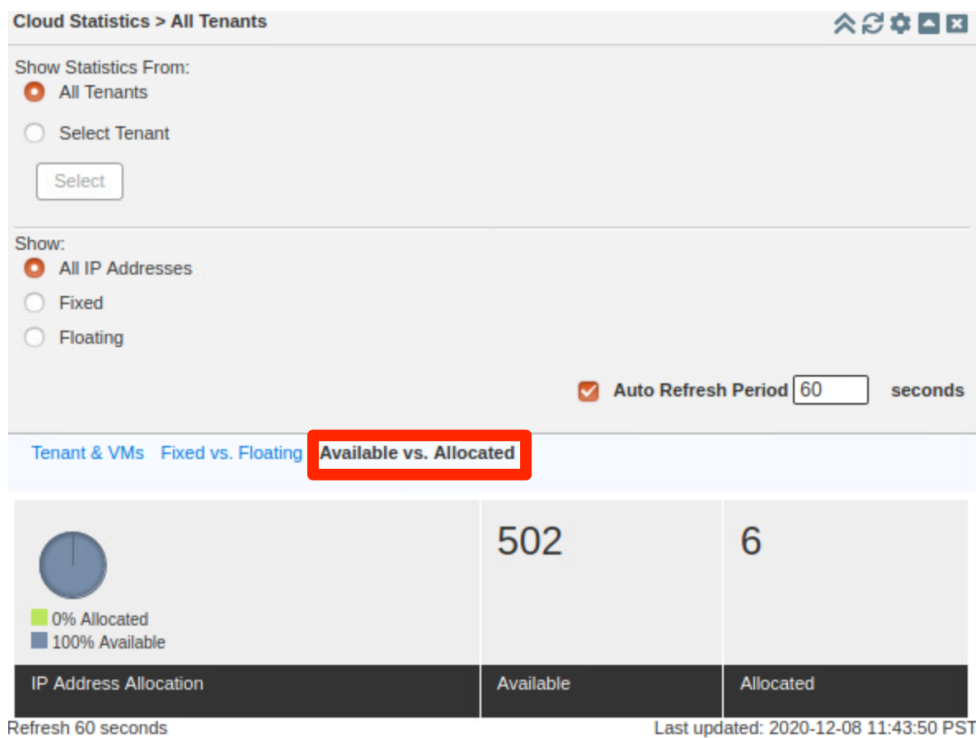 Cloud Statistics > All Tenants
Show Statistics From:
All Tenants
Select Tenant
Select
Show:
All IP Addresses
Fixed
Floating
Auto Refresh Period 60 seconds
Tenant & VMs Fixed vs. Floating Available vs. Allocated
502 6
0% Allocated
100% Available
IP Address Allocation Available Allocated
Refresh 60 seconds Last updated: 2020-12-08 11:43:50 PST